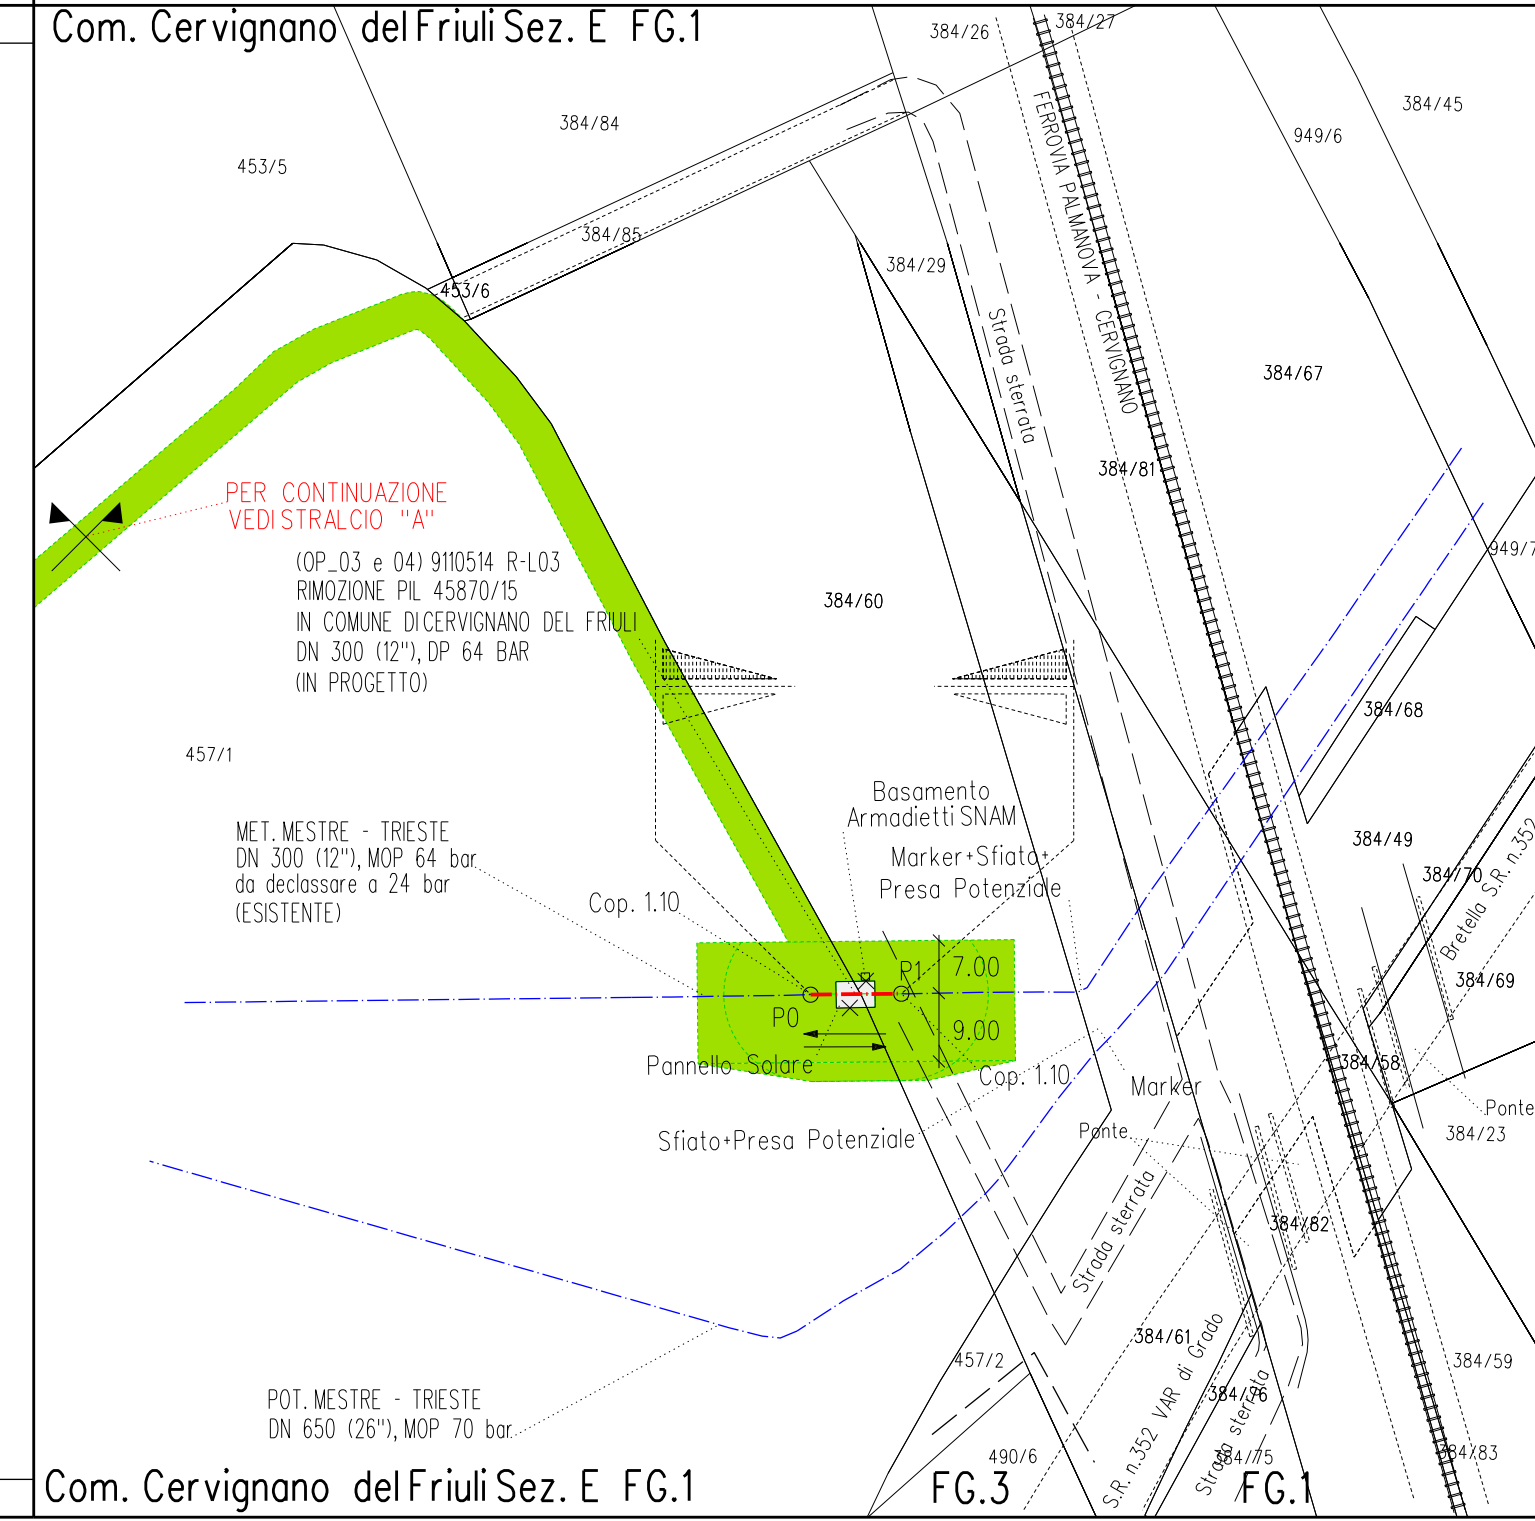 Com. Cervignano del Friuli Sez. E FG.1
384/26
384/27
384/45
384/84
949/6
453/5
384/85
384/29
453/6
FERROVIA PALMANOVA - CERVIGNANO
Strada sterrata
384/67
384/81
PER CONTINUAZIONE
VEDI STRALCIO "A"
(OP_03 e 04) 9110514 R-L03
RIMOZIONE PIL 45870/15
IN COMUNE DI CERVIGNANO DEL FRIULI
DN 300 (12"), DP 64 BAR
(IN PROGETTO)
949/7
384/60
384/68
457/1
Basamento
Armadietti SNAM
MET. MESTRE - TRIESTE
DN 300 (12"), MOP 64 bar
da declassare a 24 bar
(ESISTENTE)
Marker+Sfiato+
Presa Potenziale
384/49
384/70
Bretella S.R. n.352
Cop. 1.10
P1
7.00
384/69
P0
9.00
Pannello Solare
Cop. 1.10
Marker
384/58
Ponte
384/23
Sfiato+Presa Potenziale
Ponte
Strada sterrata
384/82
384/61
457/2
384/59
S.R. n.352 VAR di Grado
384/76
Strada sterrata
POT. MESTRE - TRIESTE
DN 650 (26"), MOP 70 bar
490/6
384/75
384/83
Com. Cervignano del Friuli Sez. E FG.1
FG.3
FG.1